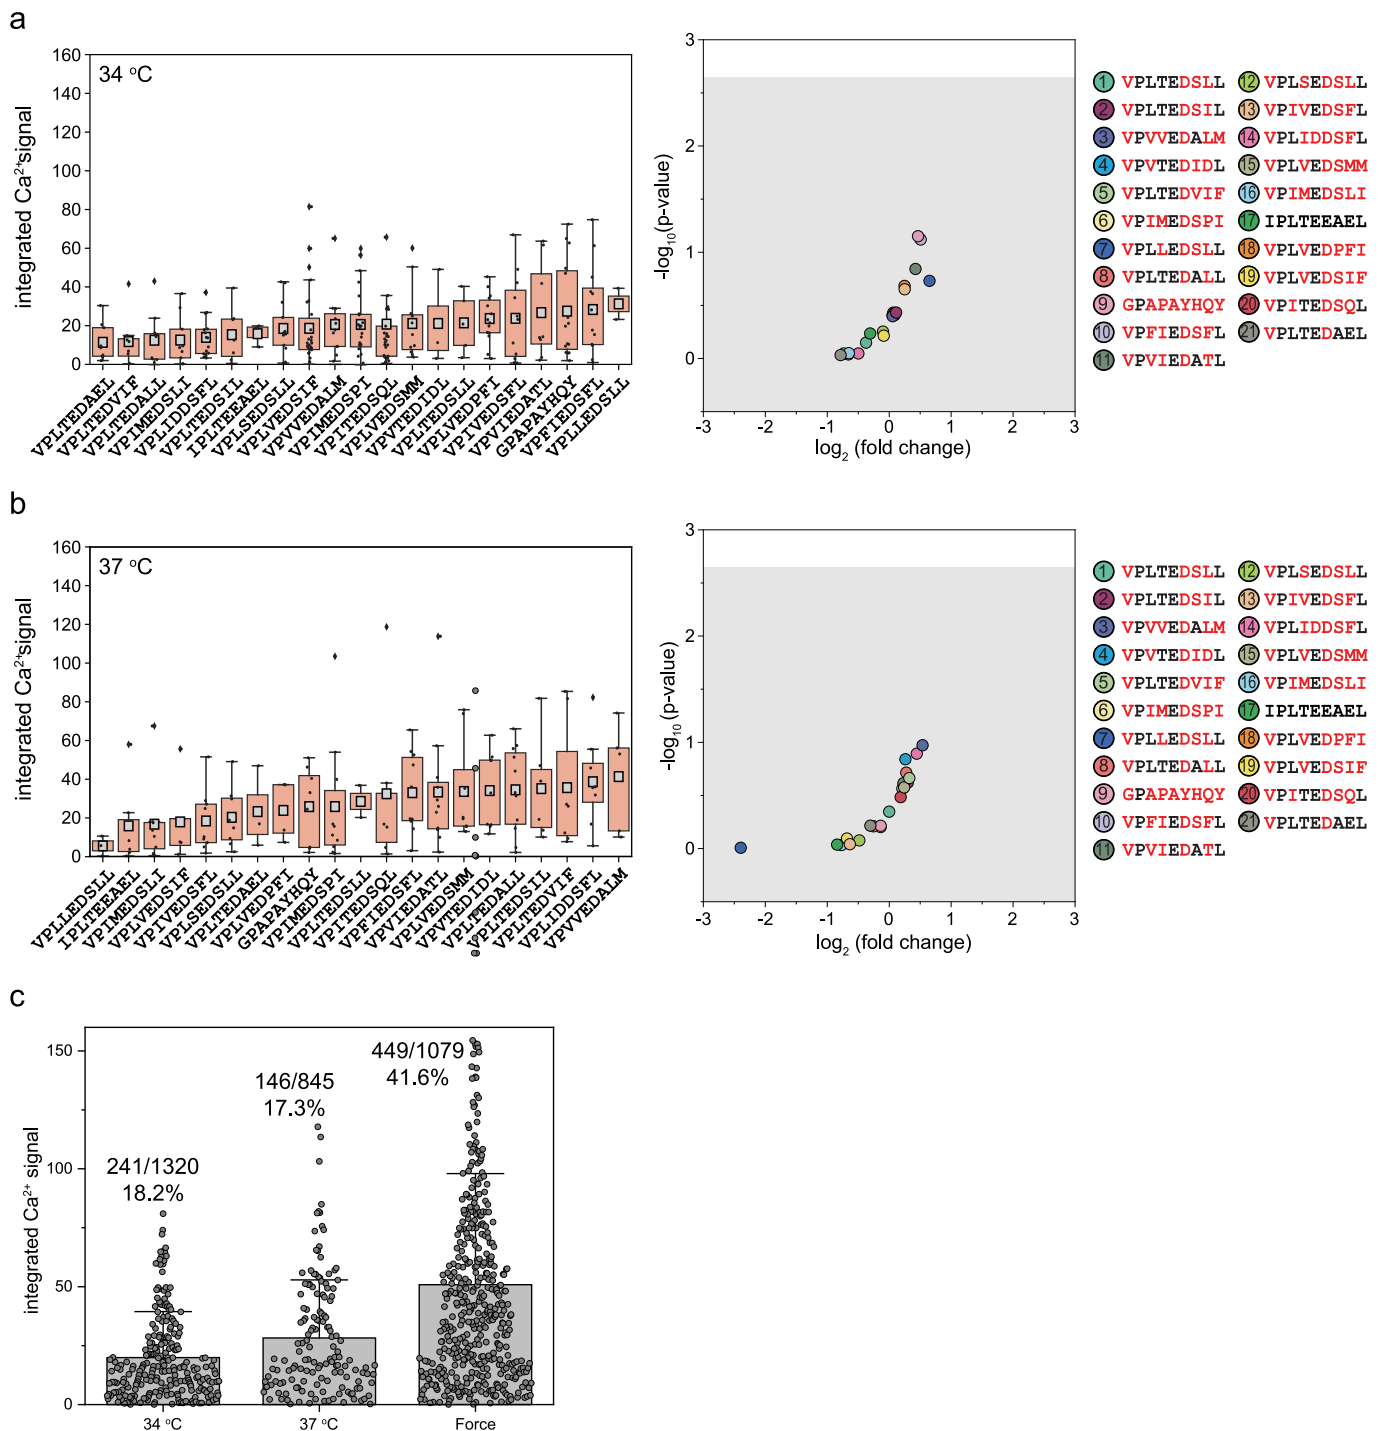 a
34 °C
integrated Ca²⁺signal
160
140
120
100
80
60
40
20
0
VPLTEDAEL
VPLTEDVIF
VPLTEDALL
VPIMEDSLI
VPLIDDSFL
VPLTEDSIL
IPLTEEAEL
VPLSEDSLL
VPLVEDSIF
VPVVEDALM
VPIMEDSPI
VPITEDSQL
VPLVEDSMM
VPVTEDIDL
VPLTEDSLL
VPLVEDPFI
VPIVEDSFL
VPVIEDATL
GPAPAYHQY
VPFIEDSFL
VPLLEDSLL
-log₁₀(p-value)
3
2
1
0
-3 -2 -1 0 1 2 3
log₂ (fold change)
1 VPLTEDSLL
2 VPLTEDSIL
3 VPVVEDALM
4 VPVTEDIDL
5 VPLTEDVIF
6 VPIMEDSPI
7 VPLLEDSLL
8 VPLTEDALL
9 GPAPAYHQY
10 VPFIEDSFL
11 VPVIEDATL
12 VPLSEDSLL
13 VPIVEDSFL
14 VPLIDDSFL
15 VPLVEDSMM
16 VPIMEDSLI
17 IPLTEEAEL
18 VPLVEDPFI
19 VPLVEDSIF
20 VPITEDSQL
21 VPLTEDAEL
b
37 °C
integrated Ca²⁺signal
160
140
120
100
80
60
40
20
0
VPLLEDSLL
IPLTEEAEL
VPIMEDSLI
VPLVEDSIF
VPIVEDSFL
VPLSEDSLL
VPLTEDAEL
VPLVEDPFI
GPAPAYHQY
VPIMEDSPI
VPLTEDSLL
VPITEDSQL
VPFIEDSFL
VPVIEDATL
VPLVEDSMM
VPVTEDIDL
VPLTEDALL
VPLTEDSIL
VPLTEDVIF
VPLIDDSFL
VPVVEDALM
-log₁₀(p-value)
3
2
1
0
-3 -2 -1 0 1 2 3
log₂ (fold change)
1 VPLTEDSLL
2 VPLTEDSIL
3 VPVVEDALM
4 VPVTEDIDL
5 VPLTEDVIF
6 VPIMEDSPI
7 VPLLEDSLL
8 VPLTEDALL
9 GPAPAYHQY
10 VPFIEDSFL
11 VPVIEDATL
12 VPLSEDSLL
13 VPIVEDSFL
14 VPLIDDSFL
15 VPLVEDSMM
16 VPIMEDSLI
17 IPLTEEAEL
18 VPLVEDPFI
19 VPLVEDSIF
20 VPITEDSQL
21 VPLTEDAEL
c
integrated Ca²⁺ signal
150
100
50
0
241/1320
18.2%
146/845
17.3%
449/1079
41.6%
34 °C
37 °C
Force